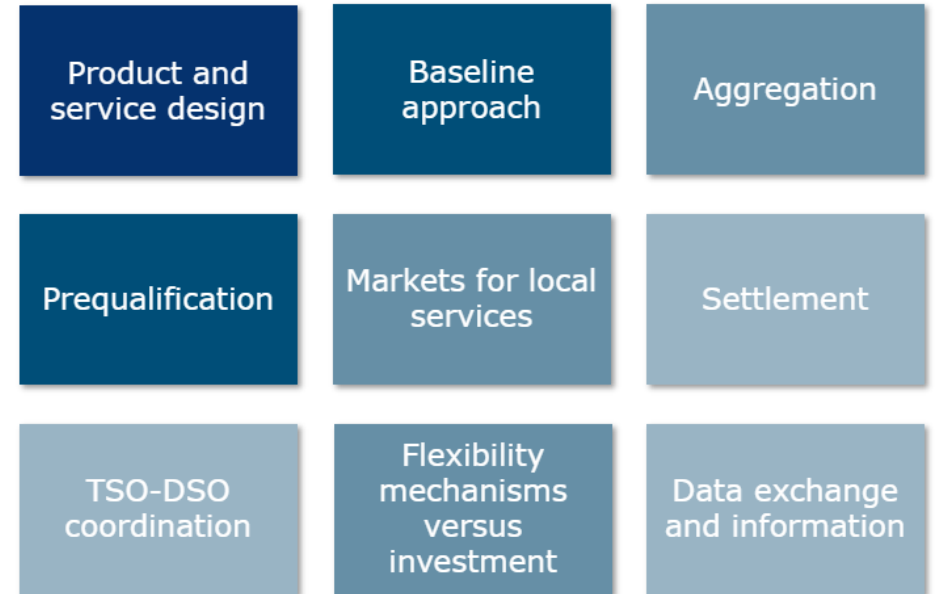 Product and
service design
Baseline
approach
Aggregation
Prequalification
Markets for local
services
Settlement
TSO-DSO
coordination
Flexibility
mechanisms
versus
investment
Data exchange
and information